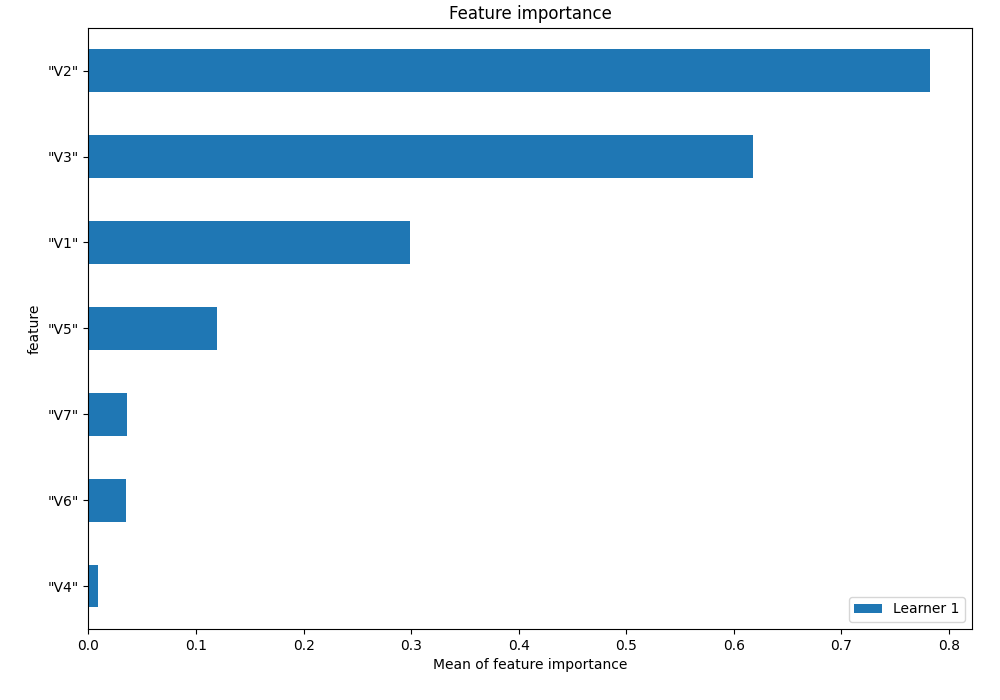 Feature importance
feature
"V2"
"V3"
"V1"
"V5"
"V7"
"V6"
"V4"
Learner 1
0.0 0.1 0.2 0.3 0.4 0.5 0.6 0.7 0.8
Mean of feature importance